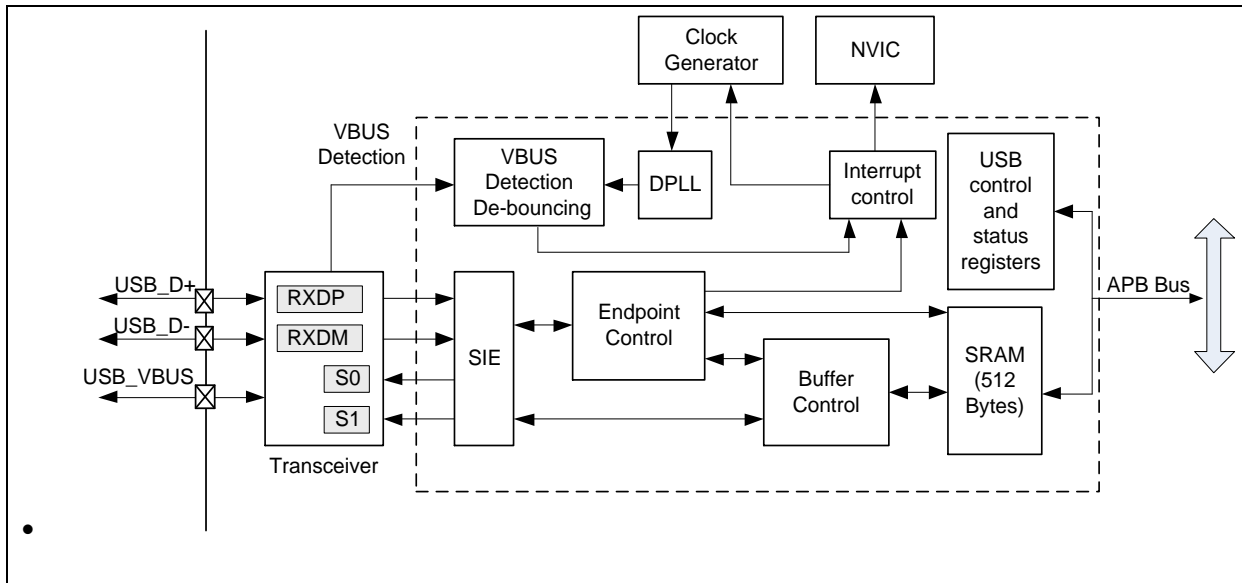 Clock
Generator
NVIC
VBUS
Detection
VBUS
Detection
De-bouncing
DPLL
Interrupt
control
USB
control
and
status
registers
USB_D+
USB_D-
USB_VBUS
RXDP
RXDM
S0
S1
Transceiver
SIE
Endpoint
Control
Buffer
Control
SRAM
(512
Bytes)
APB Bus